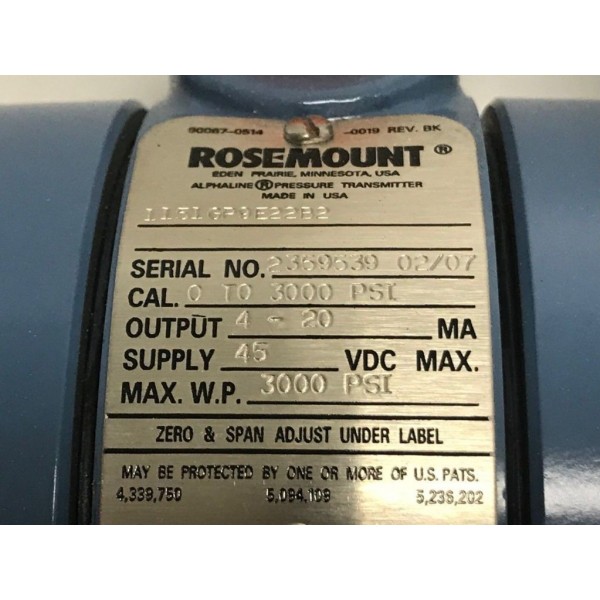 90087-0514 -0019 REV. BK
ROSEMOUNT ®
EDEN PRAIRIE, MINNESOTA, USA
ALPHALINE ® PRESSURE TRANSMITTER
MADE IN USA
1151GP9E22B2
SERIAL NO. 2359539 02/07
CAL. 0 TO 3000 PSI
OUTPUT 4 - 20 MA
SUPPLY 45 VDC MAX.
MAX. W.P. 3000 PSI
ZERO & SPAN ADJUST UNDER LABEL
MAY BE PROTECTED BY ONE OR MORE OF U.S. PATS.
4,339,750 5,094,109 5,236,202